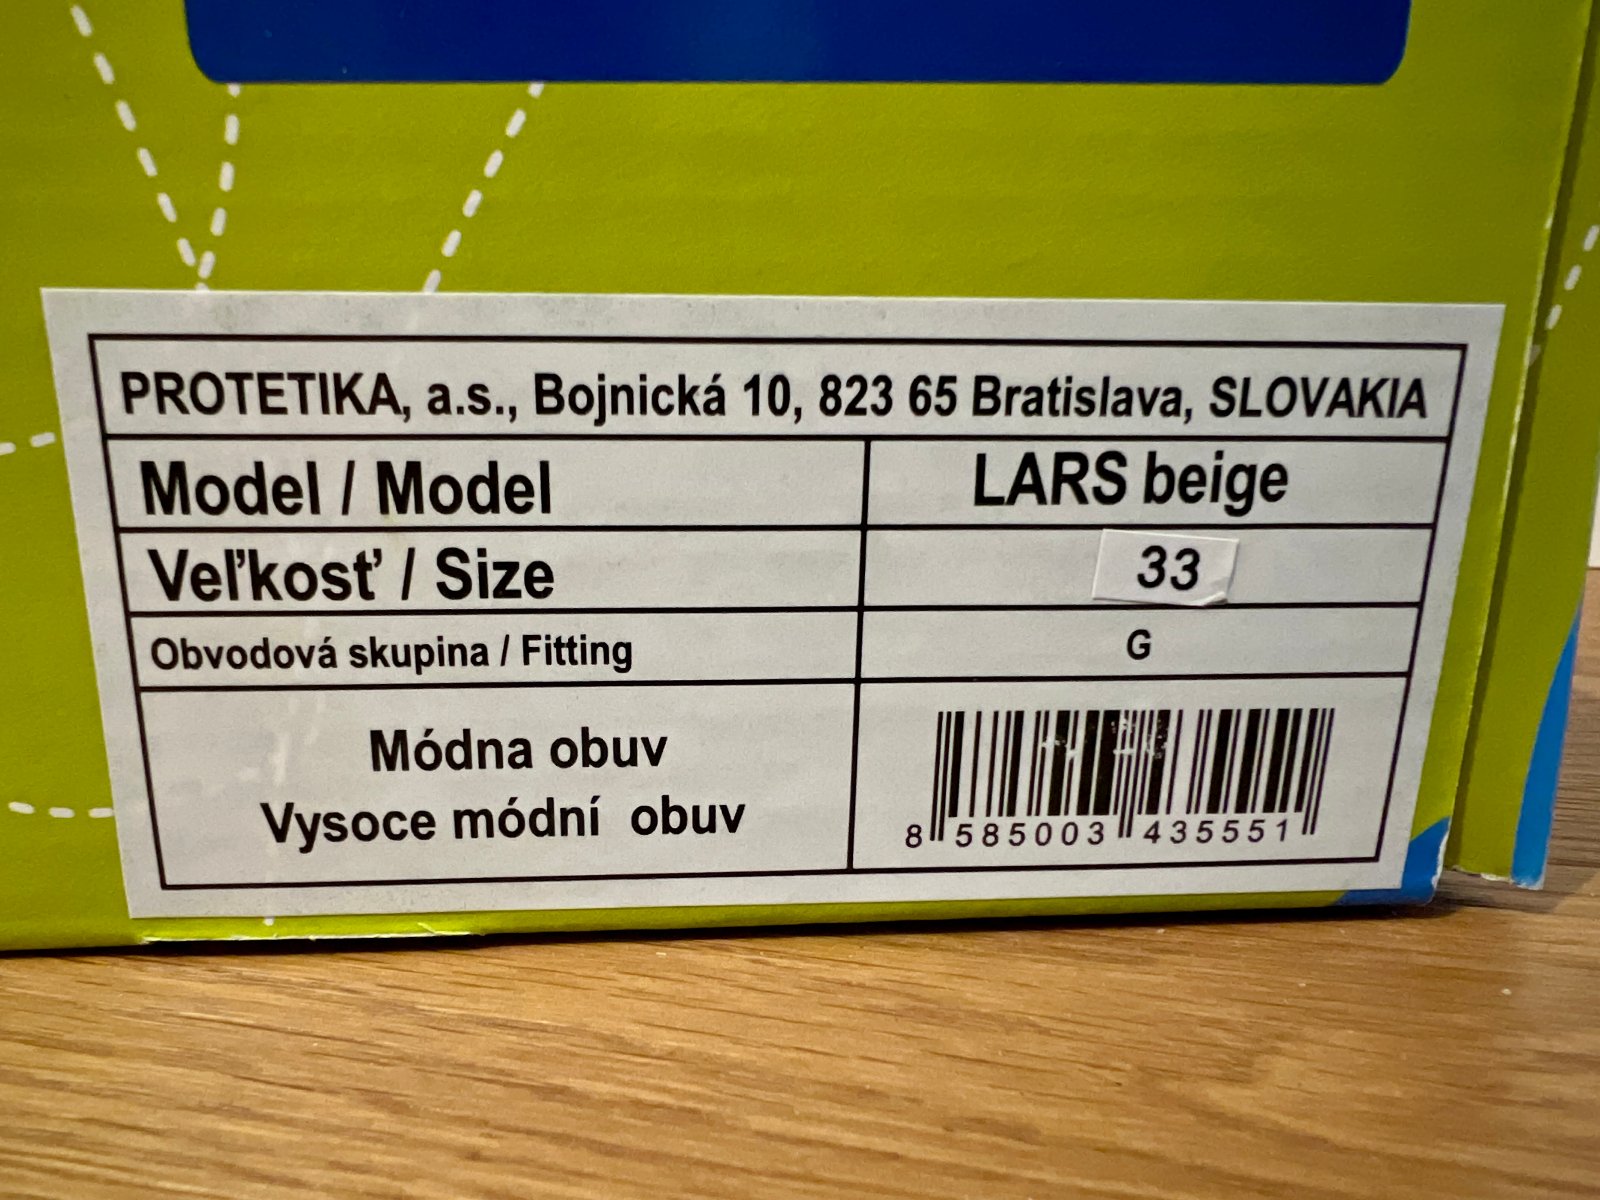 PROTETIKA, a.s., Bojnická 10, 823 65 Bratislava, SLOVAKIA
Model / Model LARS beige
Veľkosť / Size 33
Obvodová skupina / Fitting G
Módna obuv
Vysoce módní obuv
8 585003 435551